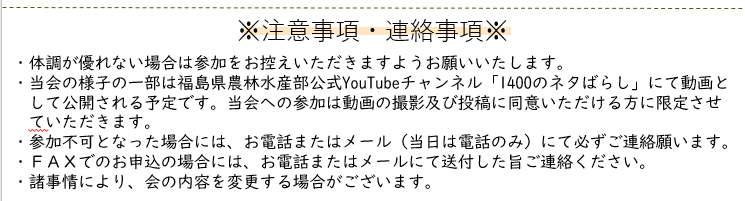 ※注意事項・連絡事項※
・体調が優れない場合は参加をお控えいただきますようお願いいたします。
・当会の様子の一部は福島県農林水産部公式YouTubeチャンネル「1400のネタばらし」にて動画と
して公開される予定です。当会への参加は動画の撮影及び投稿に同意いただける方に限定させ
ていただきます。
・参加不可となった場合には、お電話またはメール（当日は電話のみ）にて必ずご連絡願います。
・ＦＡＸでのお申込の場合には、お電話またはメールにて送付した旨ご連絡ください。
・諸事情により、会の内容を変更する場合がございます。